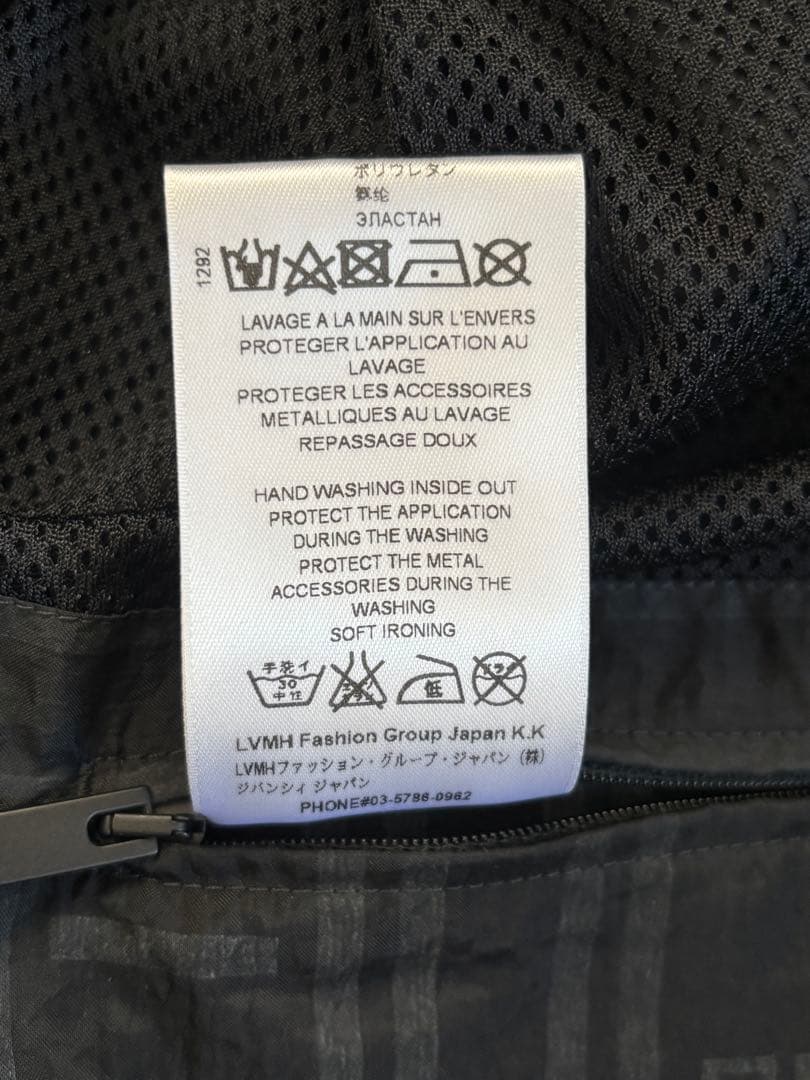 ポリウレタン
氨纶
ЭЛАСТАН
1292
LAVAGE A LA MAIN SUR L'ENVERS
PROTEGER L'APPLICATION AU
LAVAGE
PROTEGER LES ACCESSOIRES
METALLIQUES AU LAVAGE
REPASSAGE DOUX
HAND WASHING INSIDE OUT
PROTECT THE APPLICATION
DURING THE WASHING
PROTECT THE METAL
ACCESSORIES DURING THE
WASHING
SOFT IRONING
手洗イ
30
中性
低
LVMH Fashion Group Japan K.K
LVMHファッション・グループ・ジャパン（株）
ジバンシィ ジャパン
PHONE#03-5786-0962